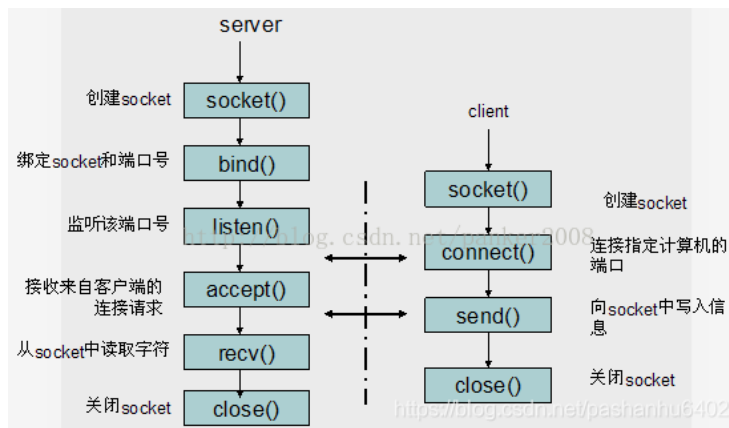 server
创建socket
socket()
client
绑定socket和端口号
bind()
socket()
创建socket
监听该端口号
listen()
http://blog.csdn.net/panker2008
connect()
连接指定计算机的
端口
接收来自客户端的
连接请求
accept()
send()
向socket中写入信
息
从socket中读取字符
recv()
close()
关闭socket
关闭socket
close()
https://blog.csdn.net/pashanhu6402